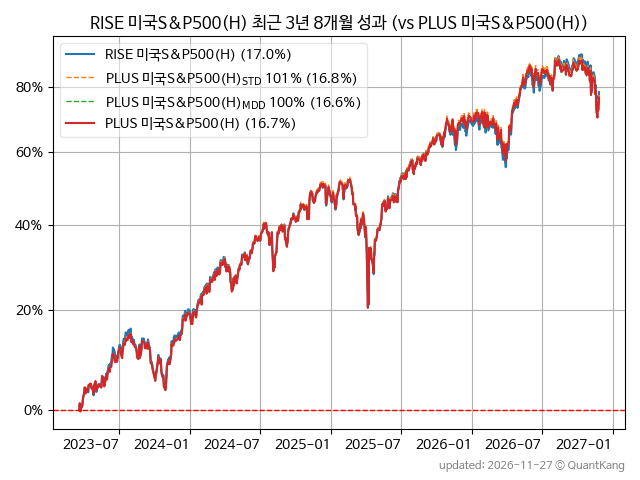 RISE 미국S&P500(H) 최근 3년 8개월 성과 (vs PLUS 미국S&P500(H))
RISE 미국S&P500(H) (17.0%)
PLUS 미국S&P500(H)STD 101% (16.8%)
PLUS 미국S&P500(H)MDD 100% (16.6%)
PLUS 미국S&P500(H) (16.7%)
80%
60%
40%
20%
0%
2023-07 2024-01 2024-07 2025-01 2025-07 2026-01 2026-07 2027-01
updated: 2026-11-27 © QuantKang